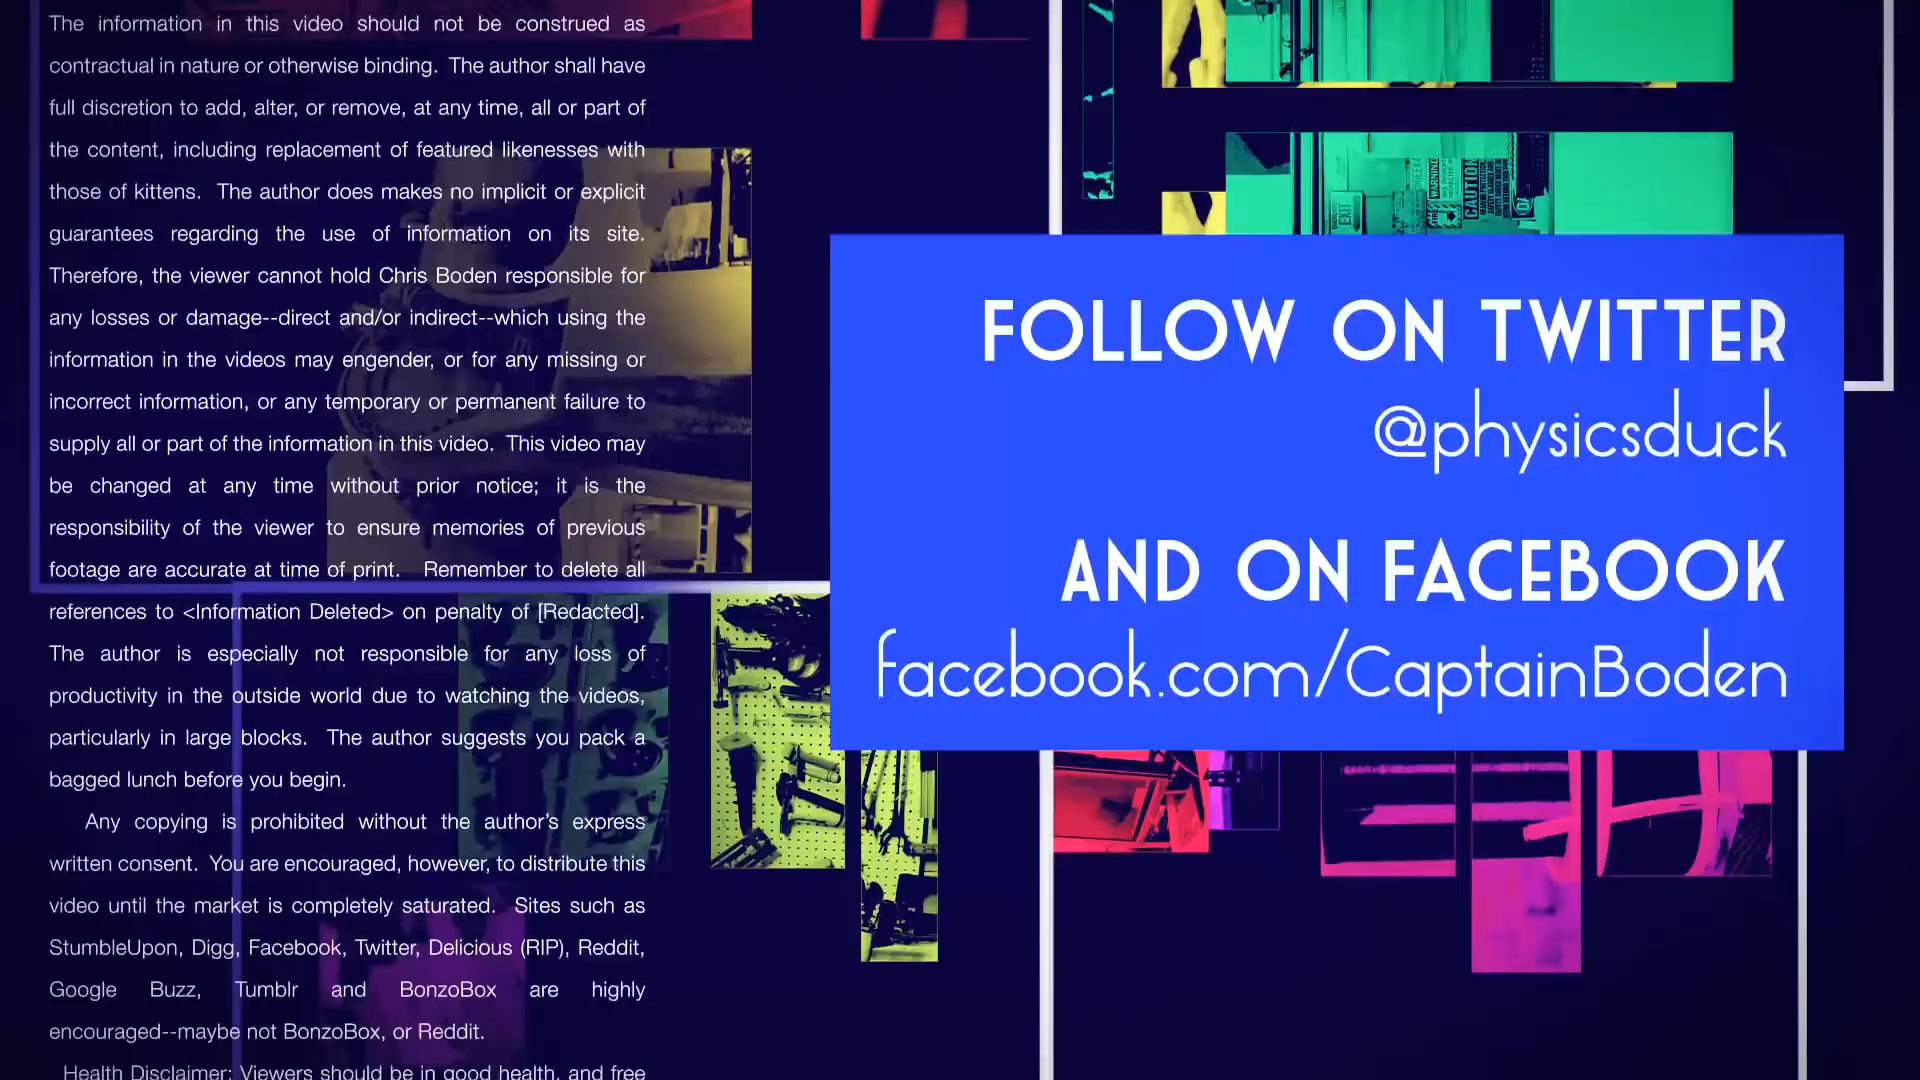 The information in this video should not be construed as
contractual in nature or otherwise binding. The author shall have
full discretion to add, alter, or remove, at any time, all or part of
the content, including replacement of featured likenesses with
those of kittens. The author does makes no implicit or explicit
guarantees regarding the use of information on its site.
Therefore, the viewer cannot hold Chris Boden responsible for
any losses or damage--direct and/or indirect--which using the
information in the videos may engender, or for any missing or
incorrect information, or any temporary or permanent failure to
supply all or part of the information in this video. This video may
be changed at any time without prior notice; it is the
responsibility of the viewer to ensure memories of previous
footage are accurate at time of print. Remember to delete all
references to <Information Deleted> on penalty of [Redacted].
The author is especially not responsible for any loss of
productivity in the outside world due to watching the videos,
particularly in large blocks. The author suggests you pack a
bagged lunch before you begin.
Any copying is prohibited without the author's express
written consent. You are encouraged, however, to distribute this
video until the market is completely saturated. Sites such as
StumbleUpon, Digg, Facebook, Twitter, Delicious (RIP), Reddit,
Google Buzz, Tumblr and BonzoBox are highly
encouraged--maybe not BonzoBox, or Reddit.
Health Disclaimer: Viewers should be in good health, and free
EXIT
WARNING
FIRE
CAUTION
FOLLOW ON TWITTER
@physicsduck
AND ON FACEBOOK
facebook.com/CaptainBoden